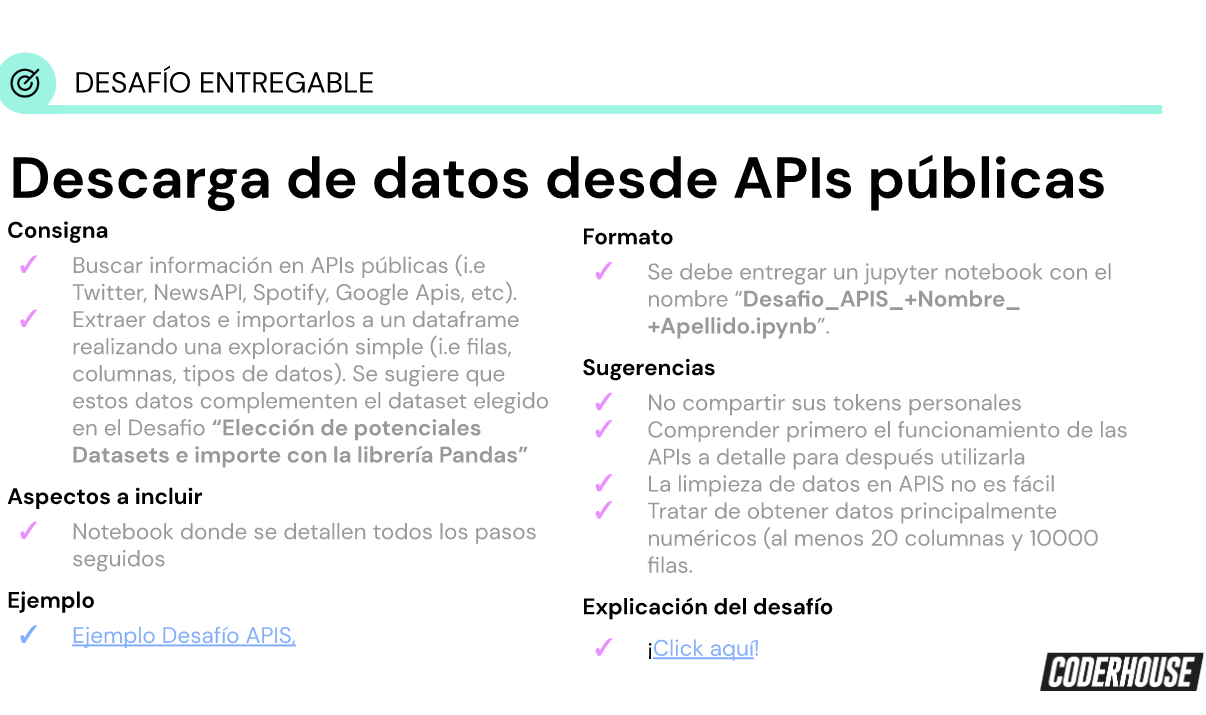 DESAFÍO ENTREGABLE
Descarga de datos desde APIs públicas
Consigna
✓ Buscar información en APIs públicas (i.e
Twitter, NewsAPI, Spotify, Google Apis, etc).
✓ Extraer datos e importarlos a un dataframe
realizando una exploración simple (i.e filas,
columnas, tipos de datos). Se sugiere que
estos datos complementen el dataset elegido
en el Desafio “Elección de potenciales
Datasets e importe con la librería Pandas”
Aspectos a incluir
✓ Notebook donde se detallen todos los pasos
seguidos
Ejemplo
✓ Ejemplo Desafío APIS,
Formato
✓ Se debe entregar un jupyter notebook con el
nombre “Desafio_APIS_+Nombre_
+Apellido.ipynb”.
Sugerencias
✓ No compartir sus tokens personales
✓ Comprender primero el funcionamiento de las
APIs a detalle para después utilizarla
✓ La limpieza de datos en APIS no es fácil
✓ Tratar de obtener datos principalmente
numéricos (al menos 20 columnas y 10000
filas.
Explicación del desafío
✓ ¡Click aquí!
CODERHOUSE